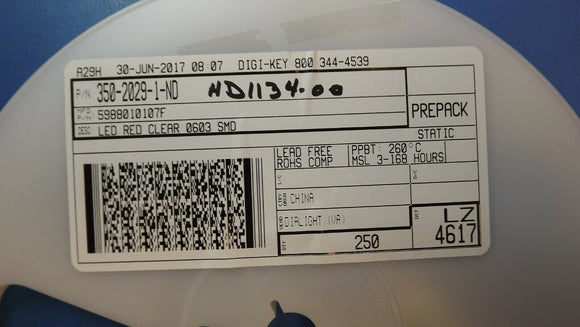 A29H 30-JUN-2017 08:07 DIGI-KEY 800 344-4539
P/N: 350-2029-1-ND ND1134.00
MFG P/N: 5988010107F
DESC LED RED CLEAR 0603 SMD
PREPACK
STATIC
LEAD FREE PPBT: 260°C
ROHS COMP MSL 3-168 HOURS
L/C D/C
CHINA
DIALIGHT (VA)
QTY 250
LZ
4617